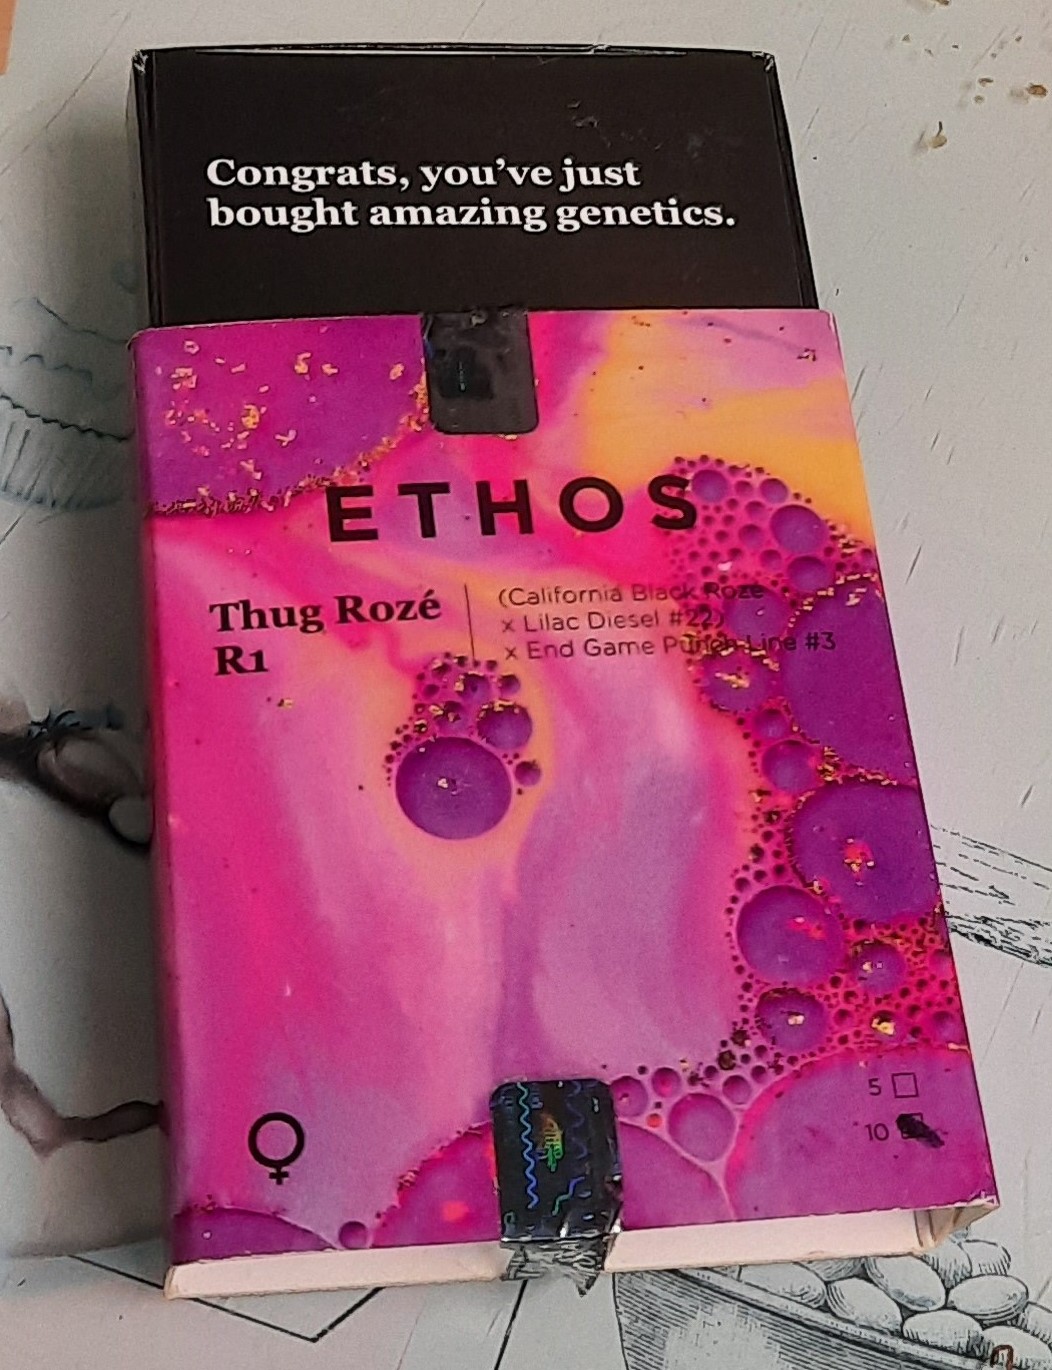 Congrats, you've just
bought amazing genetics.
ETHOS
Thug Rozé
R1
(California Black Roze
x Lilac Diesel #22)
x End Game Punch Line #3
5
10